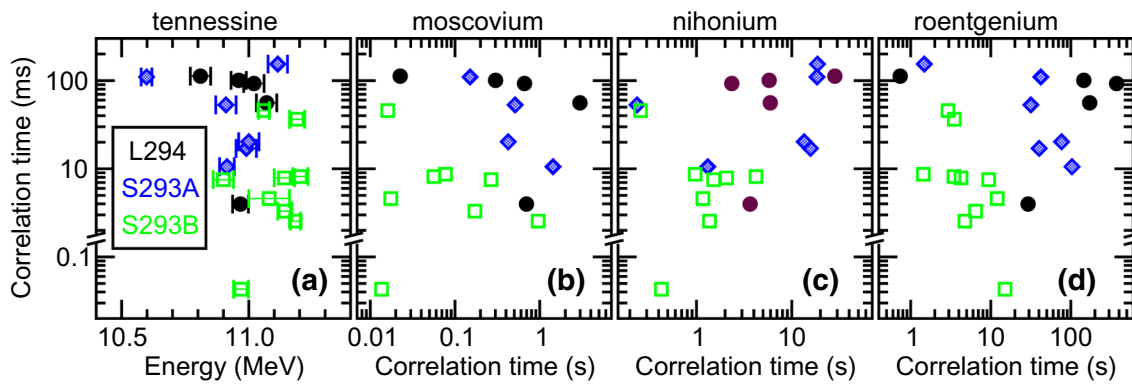 tennessine moscovium nihonium roentgenium
Correlation time (ms)
100
10
0.1
L294
S293A
S293B
(a) (b) (c) (d)
10.5 11.0 0.01 0.1 1 1 10 1 10 100
Energy (MeV) Correlation time (s) Correlation time (s) Correlation time (s)